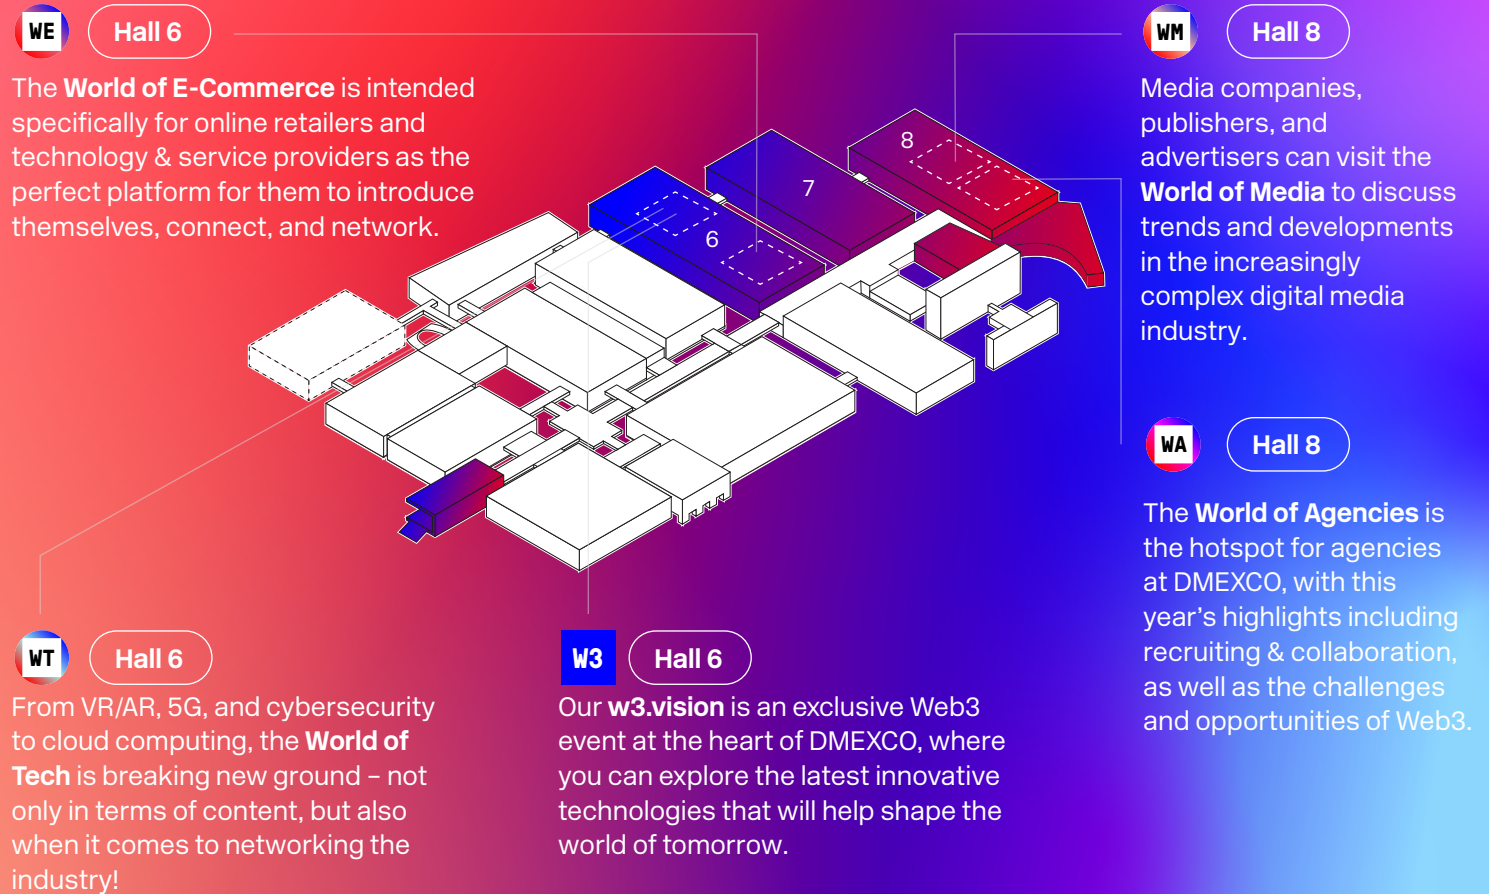 WE
Hall 6
The World of E-Commerce is intended
specifically for online retailers and
technology & service providers as the
perfect platform for them to introduce
themselves, connect, and network.
WM
Hall 8
Media companies,
publishers, and
advertisers can visit the
World of Media to discuss
trends and developments
in the increasingly
complex digital media
industry.
8
7
6
WA
Hall 8
The World of Agencies is
the hotspot for agencies
at DMEXCO, with this
year’s highlights including
recruiting & collaboration,
as well as the challenges
and opportunities of Web3.
WT
Hall 6
From VR/AR, 5G, and cybersecurity
to cloud computing, the World of
Tech is breaking new ground – not
only in terms of content, but also
when it comes to networking the
industry!
W3
Hall 6
Our w3.vision is an exclusive Web3
event at the heart of DMEXCO, where
you can explore the latest innovative
technologies that will help shape the
world of tomorrow.